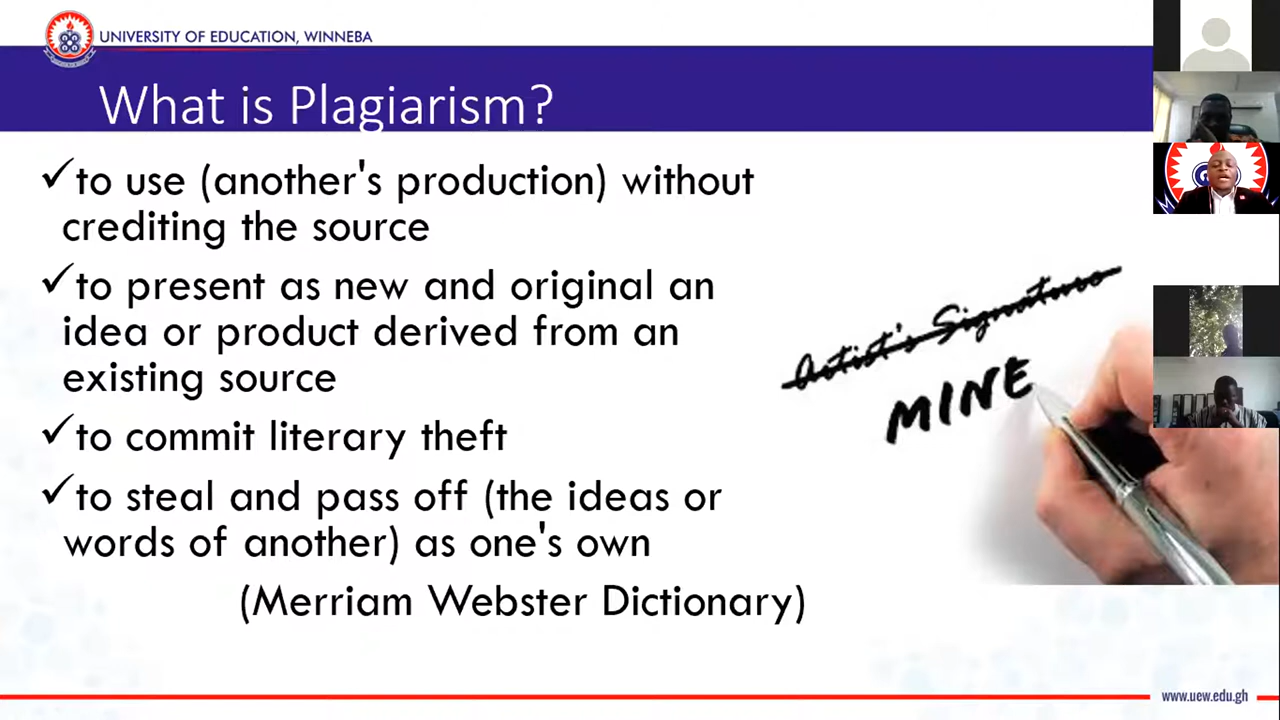 UNIVERSITY OF EDUCATION, WINNEBA
What is Plagiarism?
✓to use (another's production) without
crediting the source
✓to present as new and original an
idea or product derived from an
existing source
✓to commit literary theft
✓to steal and pass off (the ideas or
words of another) as one's own
(Merriam Webster Dictionary)
Artist's Signature
MINE
www.uew.edu.gh